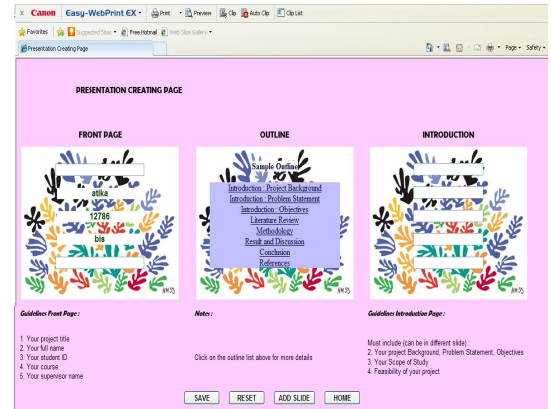 x Canon Easy-WebPrint EX Print Preview Clip Auto Clip Clip List
Favorites Suggested Sites Free Hotmail Web Slice Gallery
Presentation Creating Page Page Safety
PRESENTATION CREATING PAGE
FRONT PAGE
atika
12786
bis
OUTLINE
Sample Outline
Introduction : Project Background
Introduction : Problem Statement
Introduction : Objectives
Literature Review
Methodology
Result and Discussion
Conclusion
References
INTRODUCTION
Guidelines Front Page :
1. Your project title
2. Your full name
3. Your student ID
4. Your course
5. Your supervisor name
Notes :
Click on the outline list above for more details
Guidelines Introduction Page :
Must include (can be in different slide)
2. Your project Background, Problem Statement, Objectives
3. Your Scope of Study
4. Feasibility of your project
SAVE RESET ADD SLIDE HOME